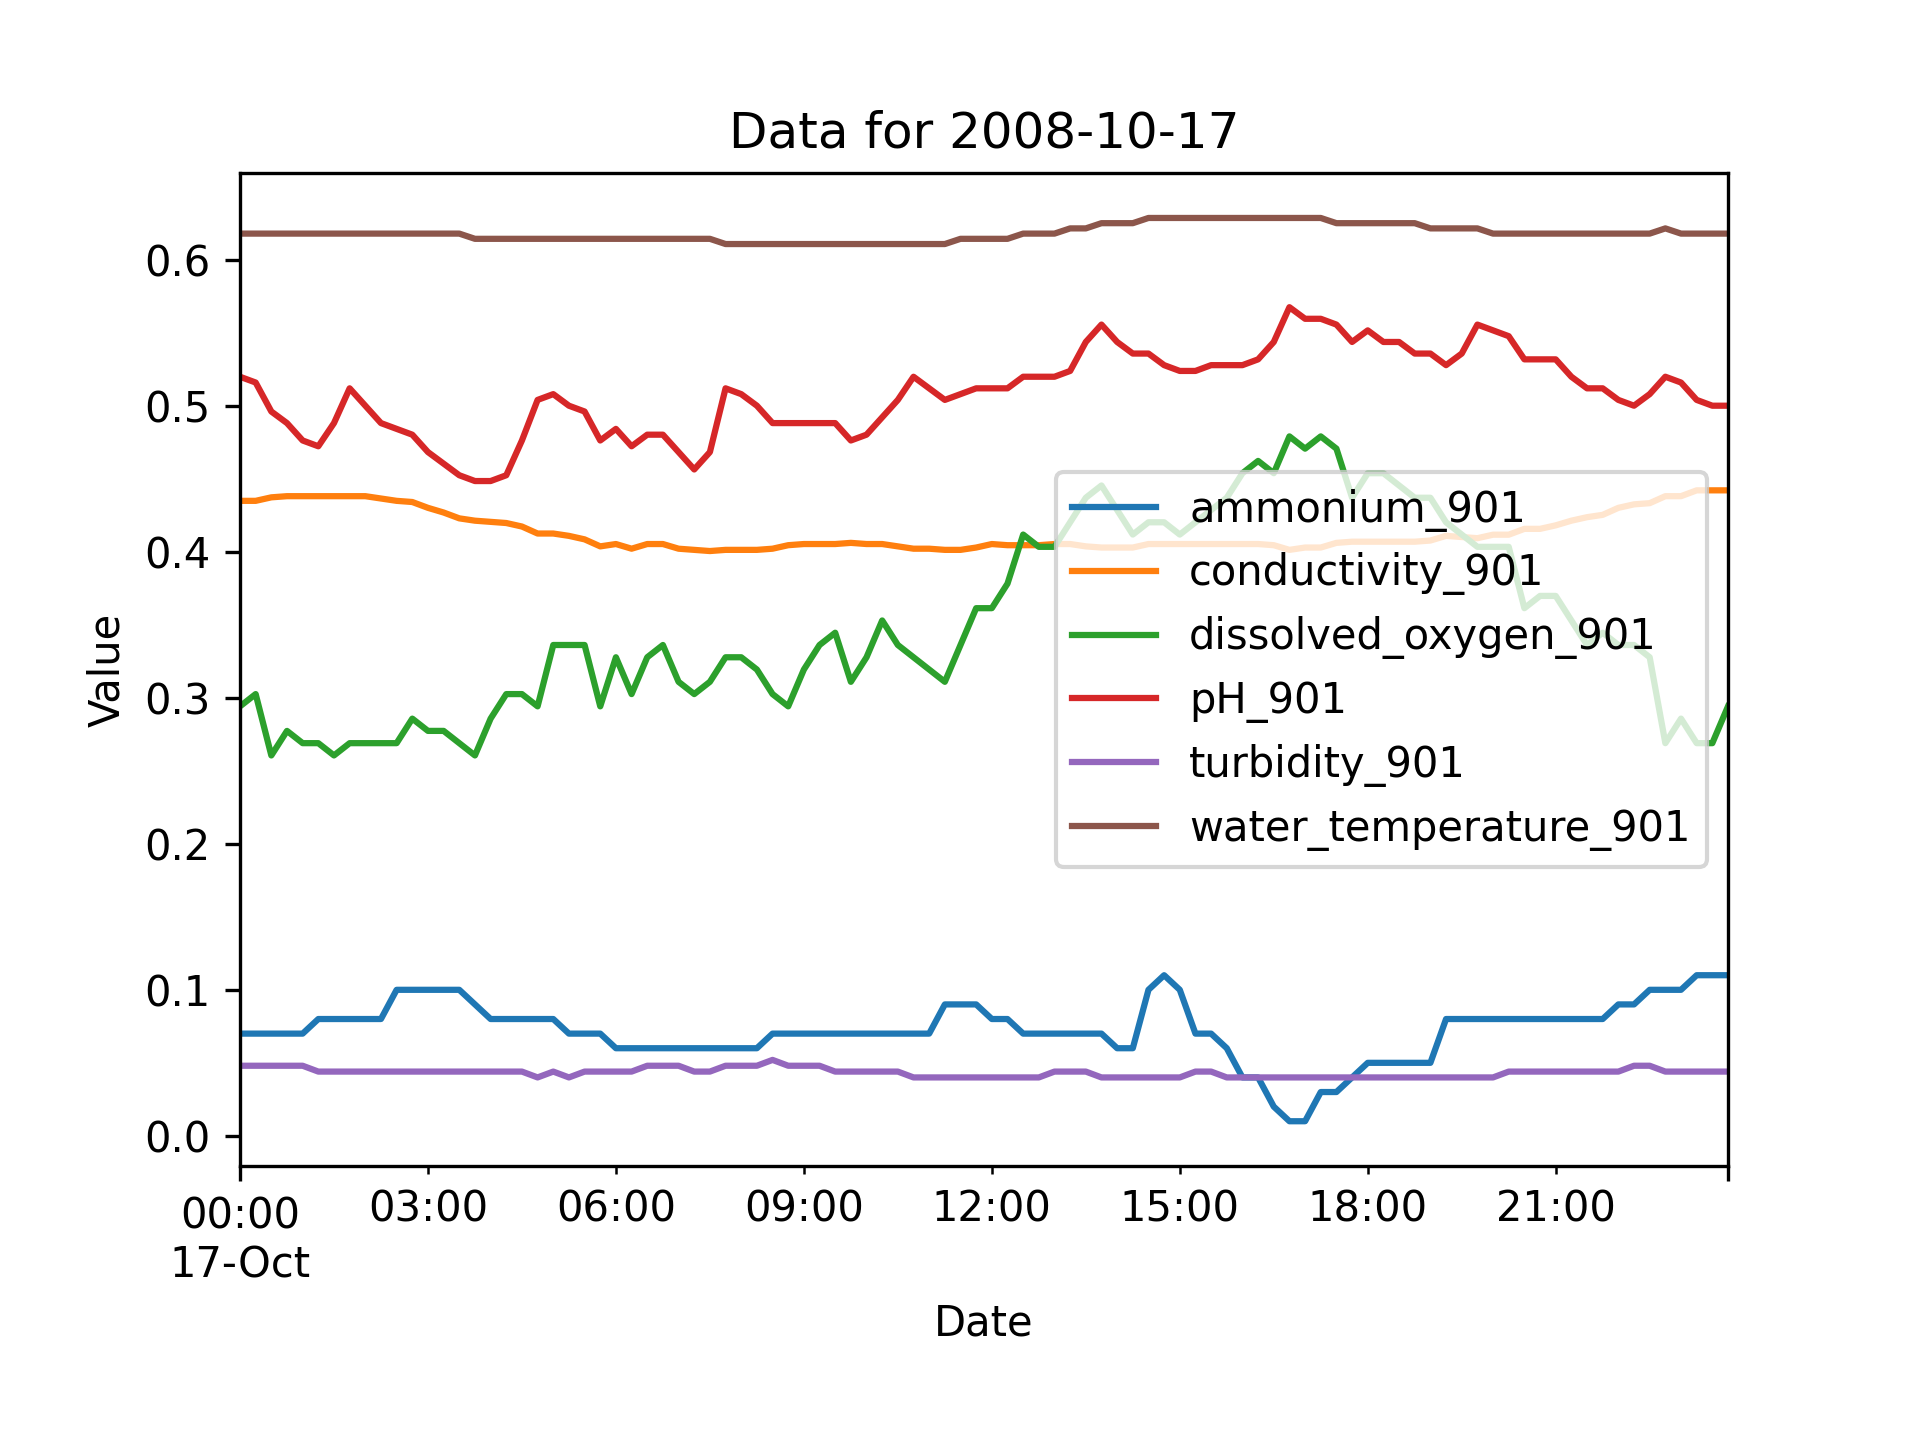 Data for 2008-10-17
Value
0.6
0.5
0.4
0.3
0.2
0.1
0.0
ammonium_901
conductivity_901
dissolved_oxygen_901
pH_901
turbidity_901
water_temperature_901
00:00 03:00 06:00 09:00 12:00 15:00 18:00 21:00
17-Oct
Date